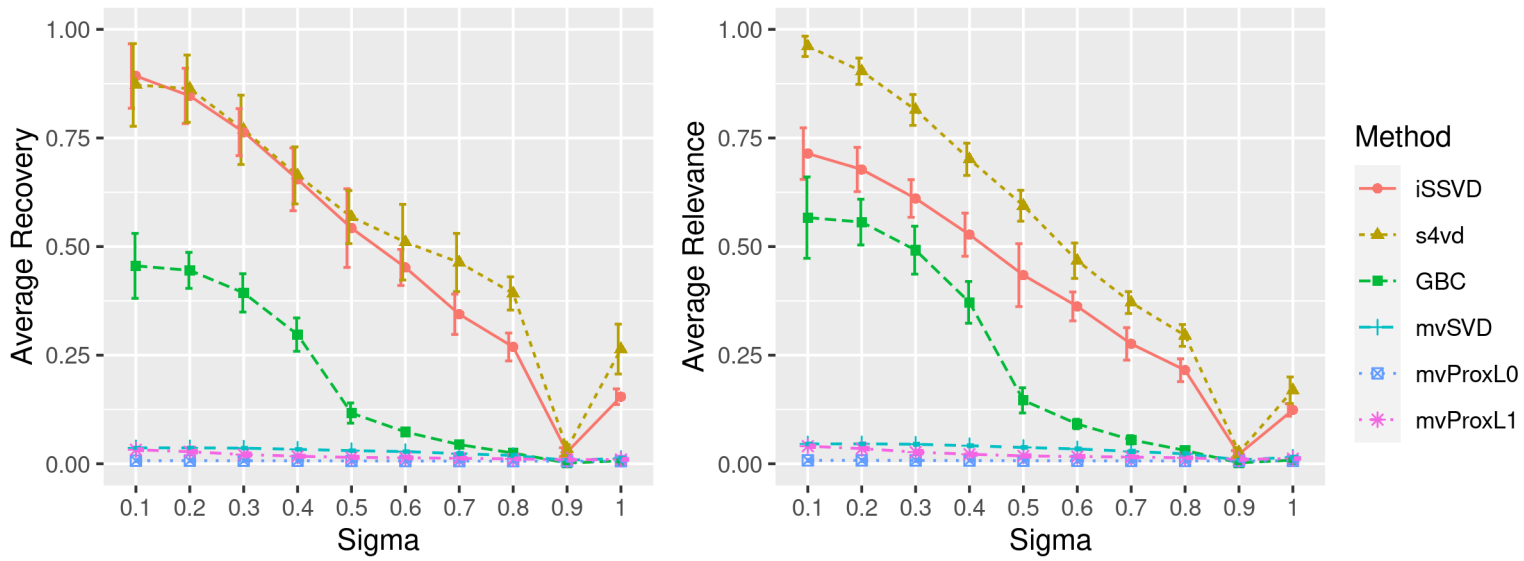 Average Recovery
1.00
0.75
0.50
0.25
0.00
0.1 0.2 0.3 0.4 0.5 0.6 0.7 0.8 0.9 1
Sigma
Average Relevance
1.00
0.75
0.50
0.25
0.00
0.1 0.2 0.3 0.4 0.5 0.6 0.7 0.8 0.9 1
Sigma
Method
iSSVD
s4vd
GBC
mvSVD
mvProxL0
mvProxL1